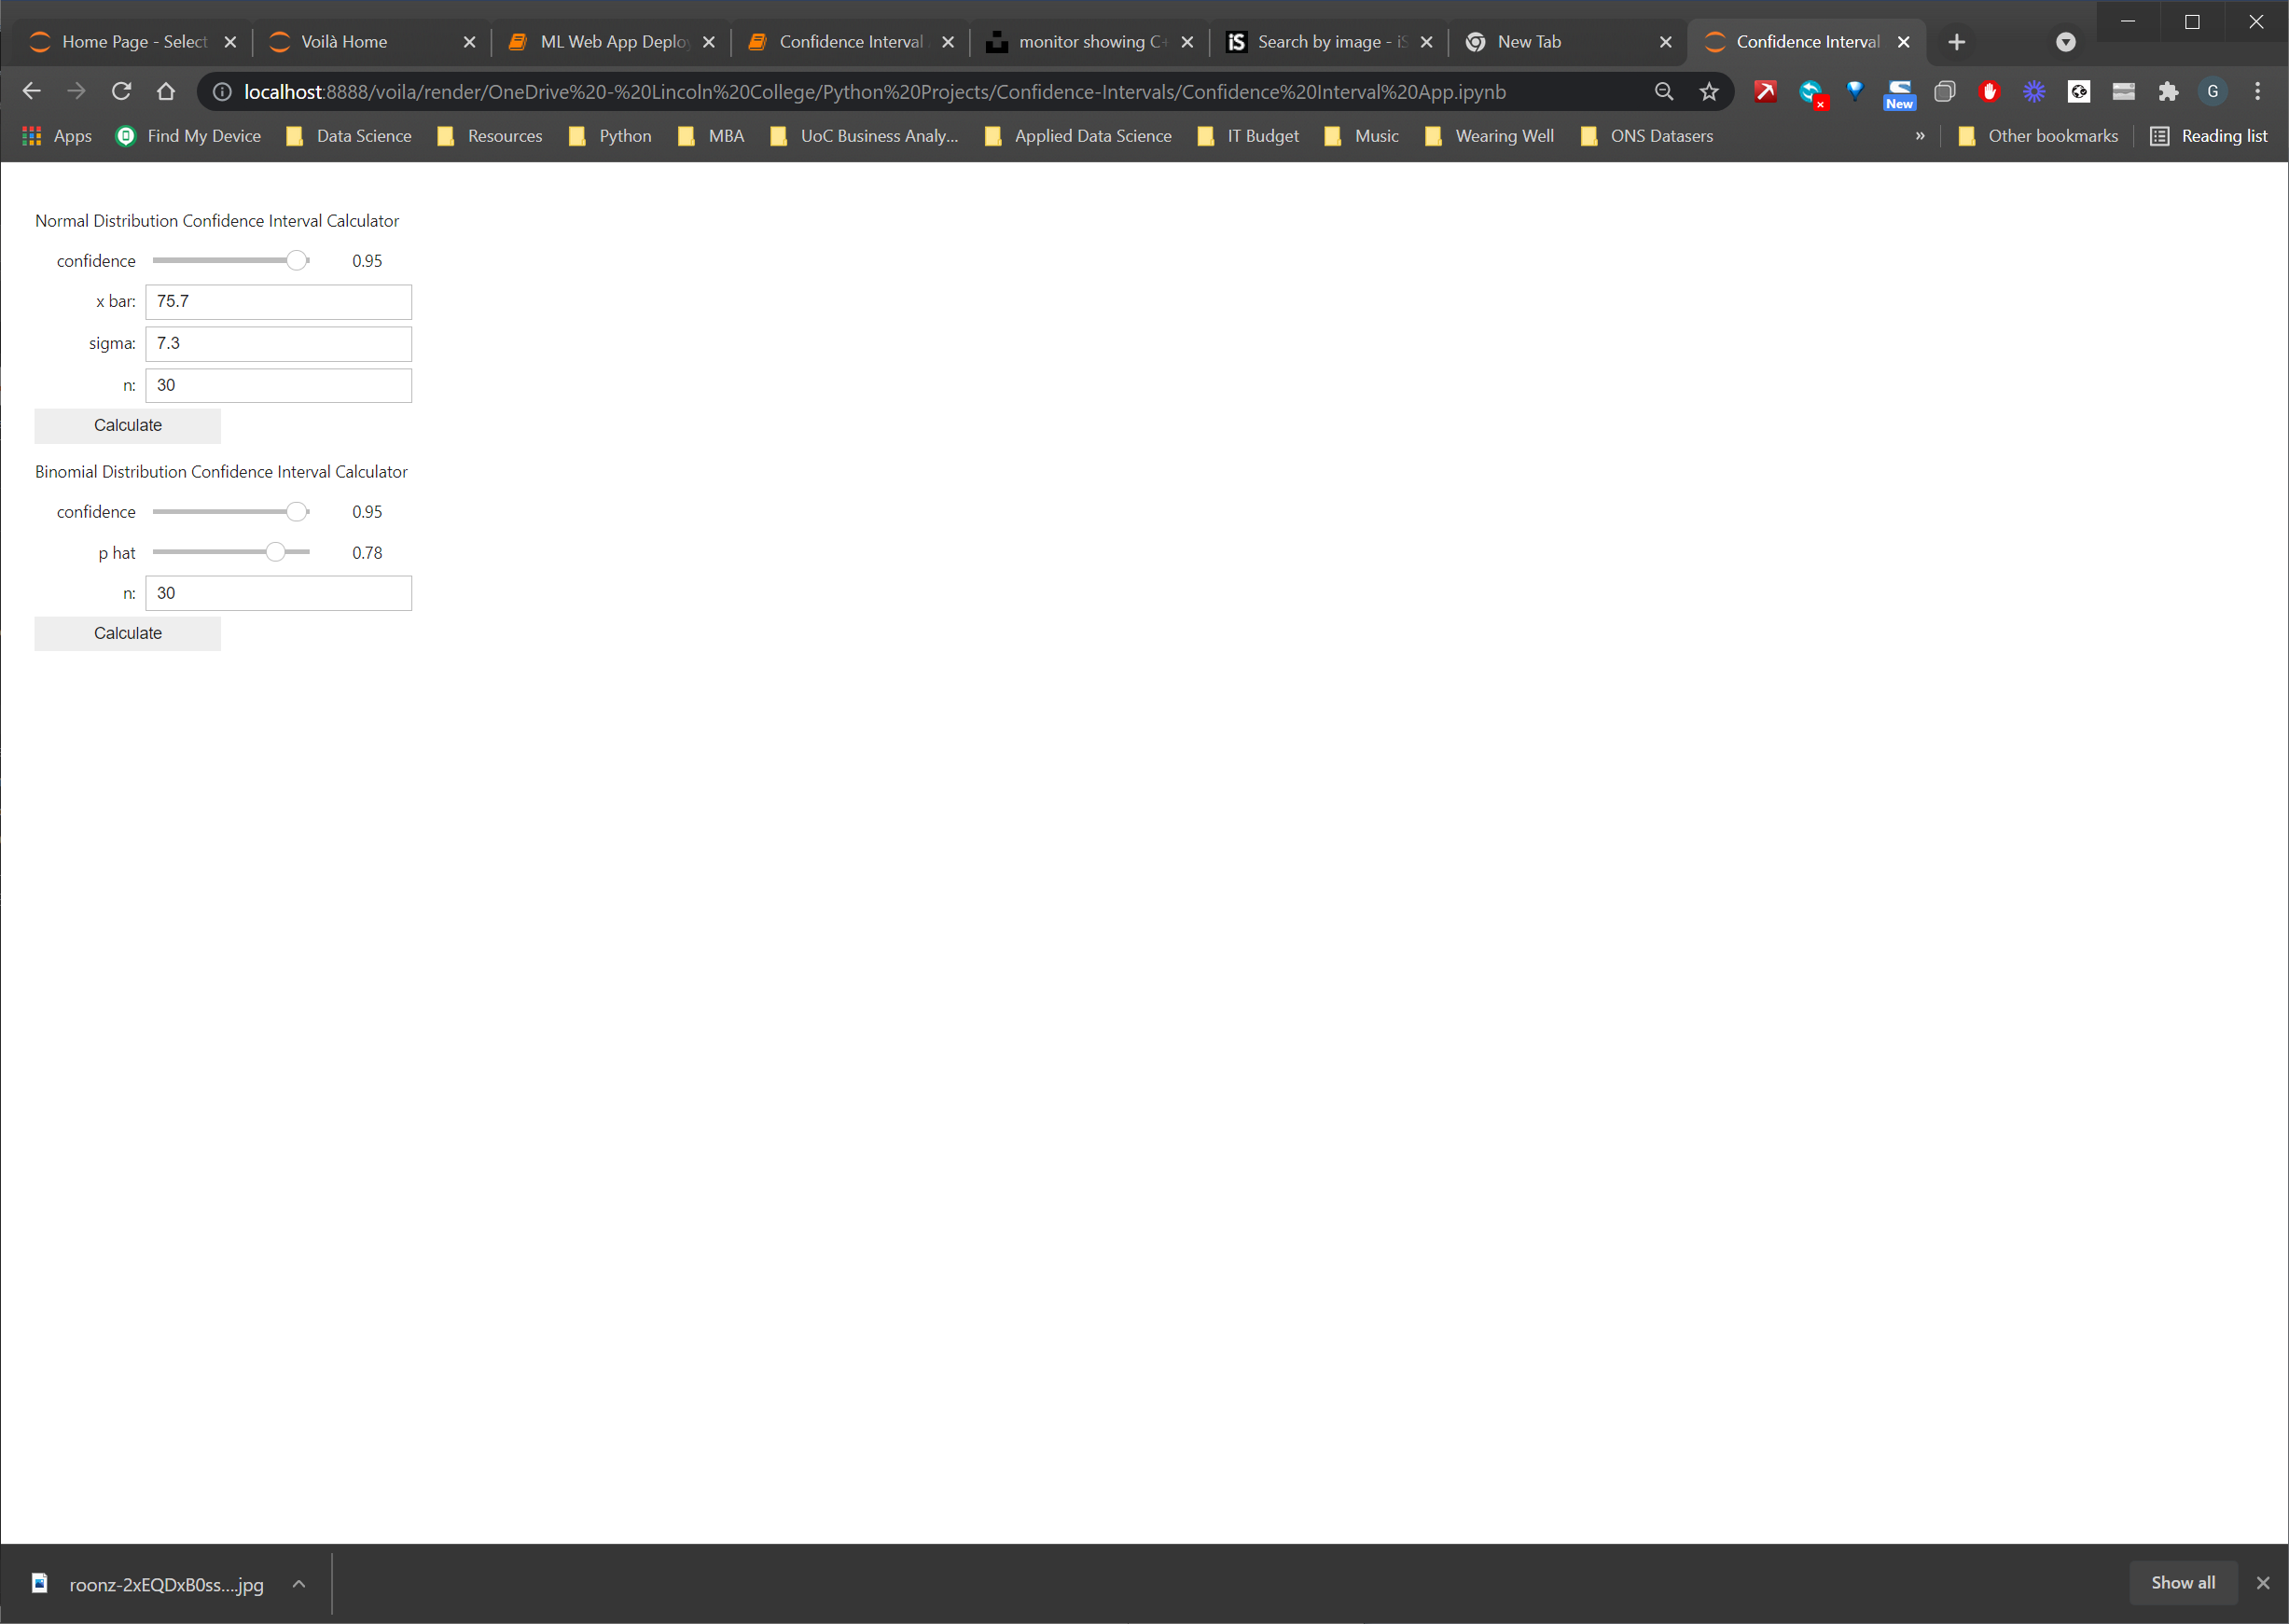 Home Page - Select
Voilà Home
ML Web App Deplo
Confidence Interval
monitor showing C
Search by image - iS
New Tab
Confidence Interval
localhost:8888/voila/render/OneDrive%20-%20Lincoln%20College/Python%20Projects/Confidence-Intervals/Confidence%20Interval%20App.ipynb
New
G
Apps
Find My Device
Data Science
Resources
Python
MBA
UoC Business Analy...
Applied Data Science
IT Budget
Music
Wearing Well
ONS Datasers
»
Other bookmarks
Reading list
Normal Distribution Confidence Interval Calculator
confidence 0.95
x bar: 75.7
sigma: 7.3
n: 30
Calculate
Binomial Distribution Confidence Interval Calculator
confidence 0.95
p hat 0.78
n: 30
Calculate
roonz-2xEQDxB0ss....jpg
Show all